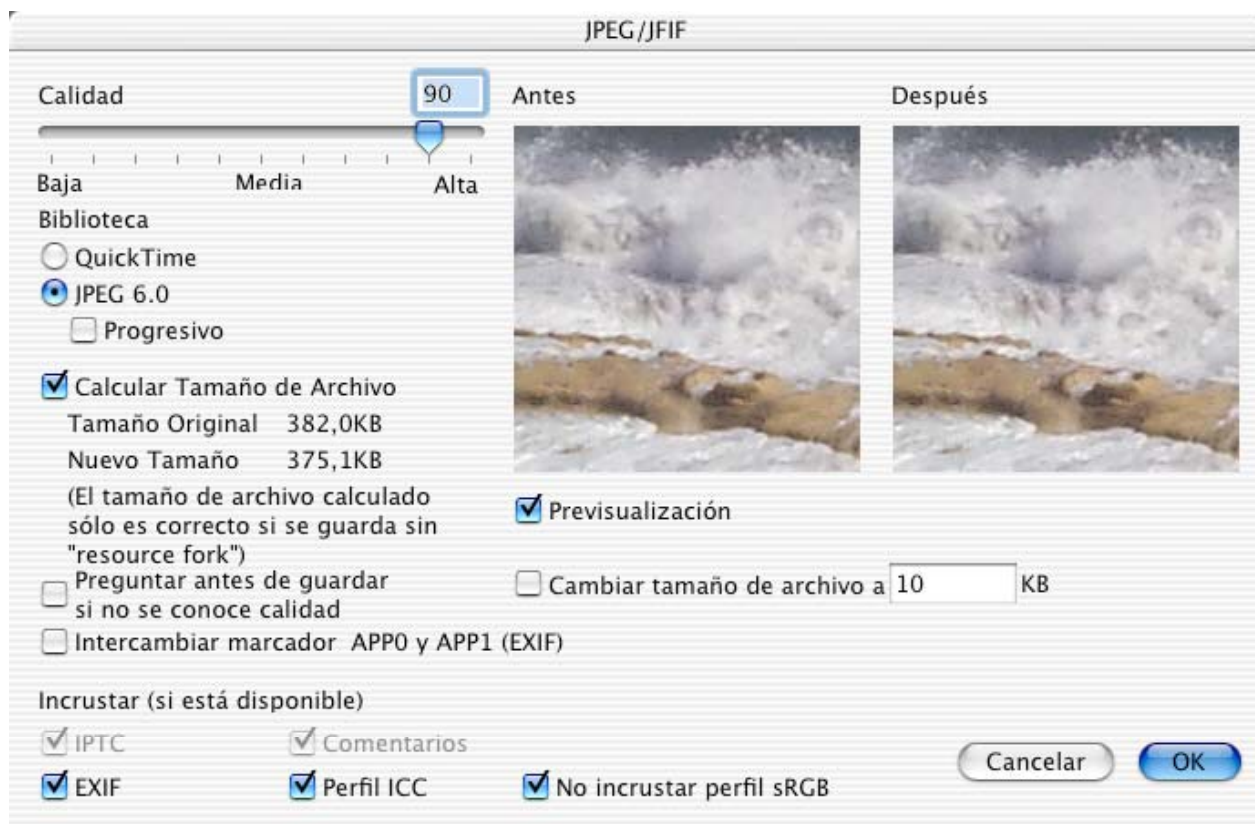 JPEG/JFIF
Calidad 90
Baja Media Alta
Biblioteca
QuickTime
JPEG 6.0
Progresivo
Calcular Tamaño de Archivo
Tamaño Original 382,0KB
Nuevo Tamaño 375,1KB
(El tamaño de archivo calculado
sólo es correcto si se guarda sin
"resource fork")
Preguntar antes de guardar
si no se conoce calidad
Intercambiar marcador APP0 y APP1 (EXIF)
Antes Después
Previsualización
Cambiar tamaño de archivo a 10 KB
Incrustar (si está disponible)
IPTC Comentarios
EXIF Perfil ICC No incrustar perfil sRGB
Cancelar OK